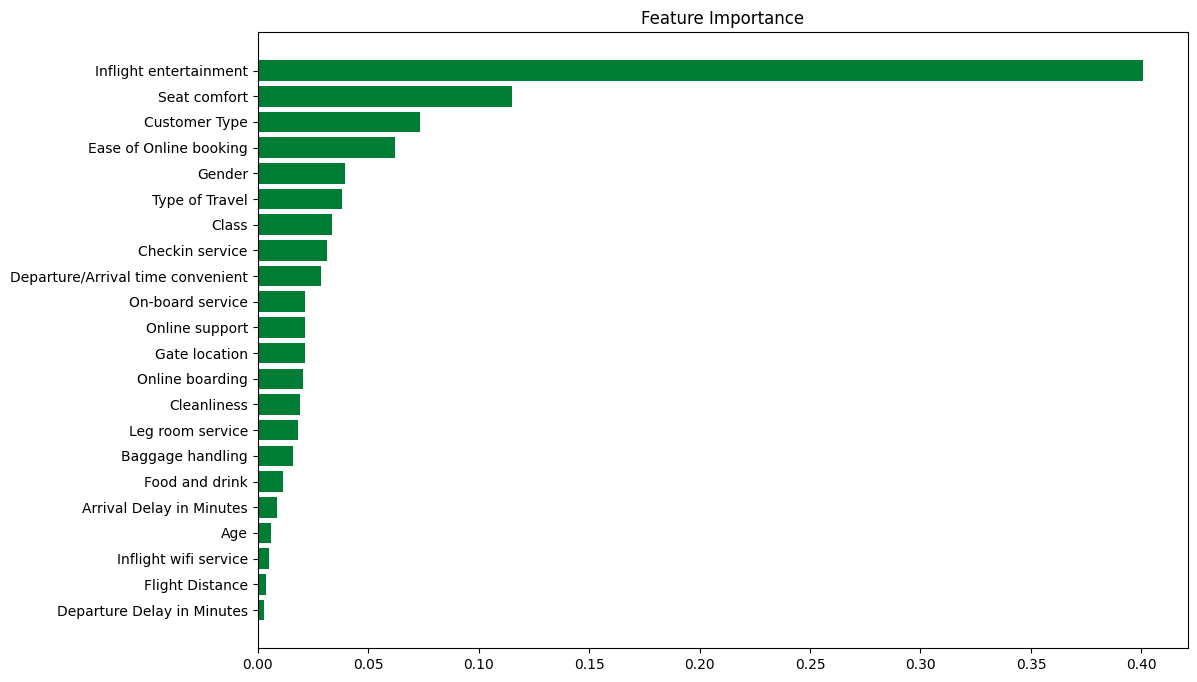 Feature Importance
Inflight entertainment
Seat comfort
Customer Type
Ease of Online booking
Gender
Type of Travel
Class
Checkin service
Departure/Arrival time convenient
On-board service
Online support
Gate location
Online boarding
Cleanliness
Leg room service
Baggage handling
Food and drink
Arrival Delay in Minutes
Age
Inflight wifi service
Flight Distance
Departure Delay in Minutes
0.00 0.05 0.10 0.15 0.20 0.25 0.30 0.35 0.40